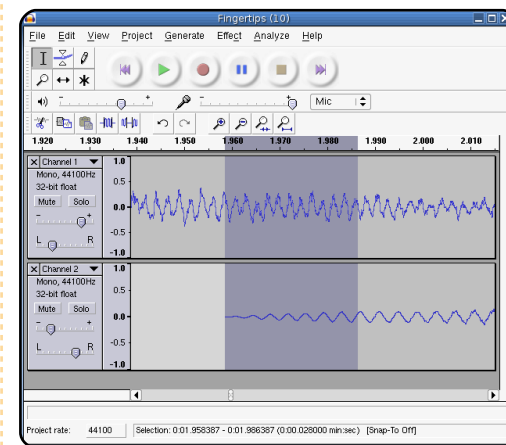 Fingertips (10)
File Edit View Project Generate Effect Analyze Help
Mic
1.920 1.930 1.940 1.950 1.960 1.970 1.980 1.990 2.000 2.010
Channel 1
Mono, 44100Hz
32-bit float
Mute Solo
- +
L R
1.0
0.5
0.0
-0.5
-1.0
Channel 2
Mono, 44100Hz
32-bit float
Mute Solo
- +
L R
1.0
0.5
0.0
-0.5
-1.0
Project rate: 44100 Selection: 0:01.958387 - 0:01.986387 (0:00.028000 min:sec) [Snap-To Off]